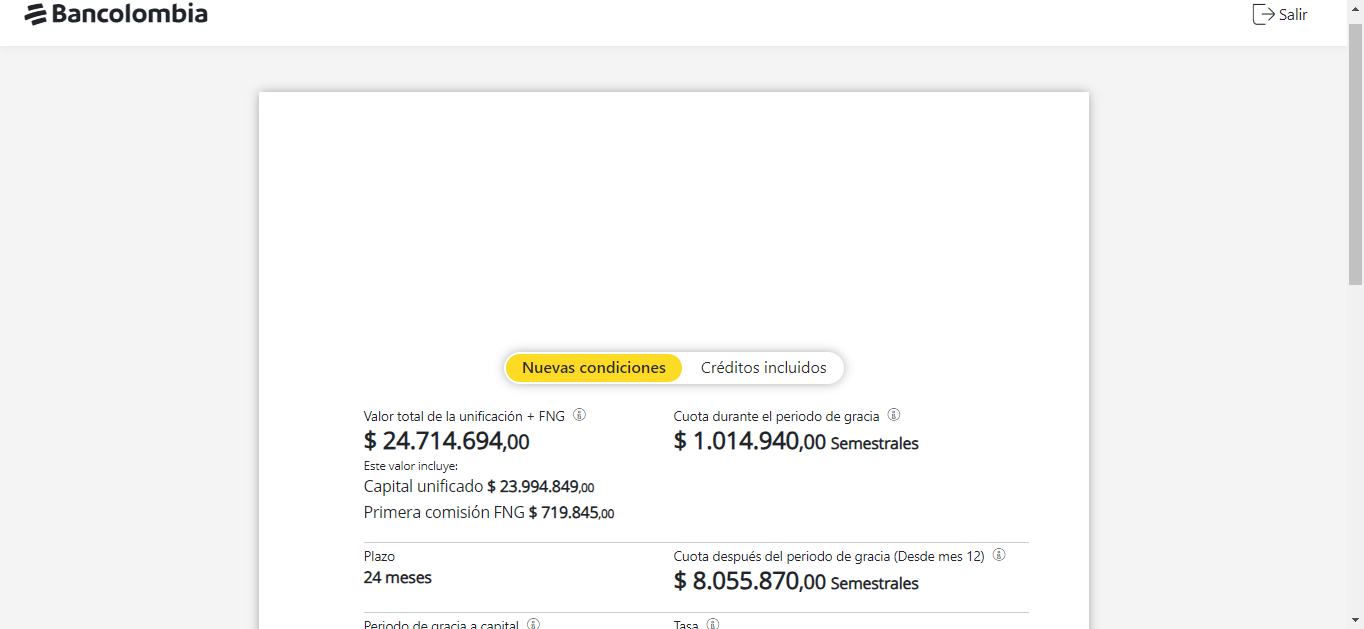 Bancolombia
Salir
Nuevas condiciones
Créditos incluidos
Valor total de la unificación + FNG
$ 24.714.694,00
Este valor incluye:
Capital unificado $ 23.994.849,00
Primera comisión FNG $ 719.845,00
Cuota durante el periodo de gracia
$ 1.014.940,00 Semestrales
Plazo
24 meses
Cuota después del periodo de gracia (Desde mes 12)
$ 8.055.870,00 Semestrales
Periodo de gracia a capital
Tasa